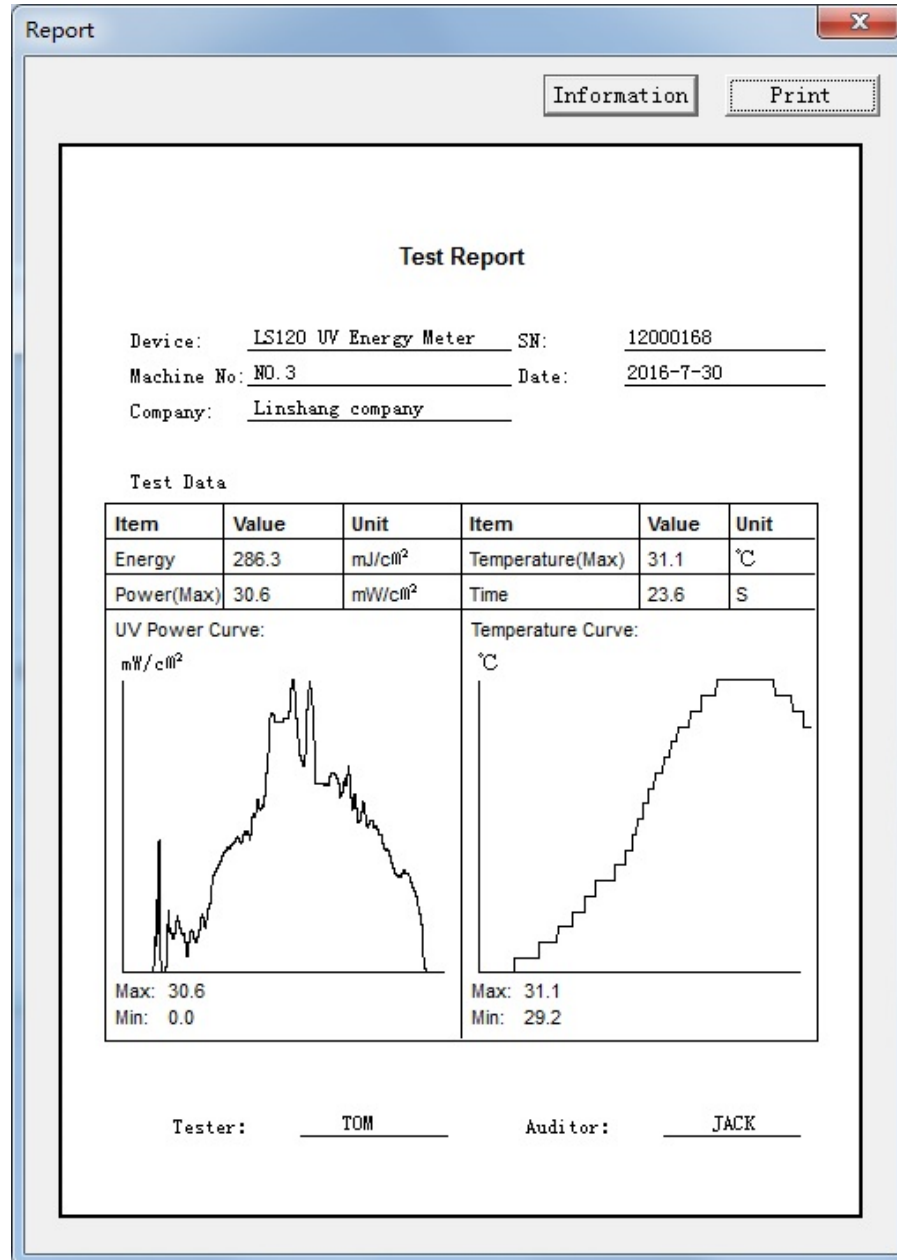 Report
Information Print
Test Report
Device: LS120 UV Energy Meter SN: 12000168
Machine No: NO.3 Date: 2016-7-30
Company: Linshang company
Test Data
Item Value Unit Item Value Unit
Energy 286.3 mJ/cm² Temperature(Max) 31.1 ℃
Power(Max) 30.6 mW/cm² Time 23.6 S
UV Power Curve: Temperature Curve:
mW/cm² ℃
Max: 30.6 Max: 31.1
Min: 0.0 Min: 29.2
Tester: TOM Auditor: JACK